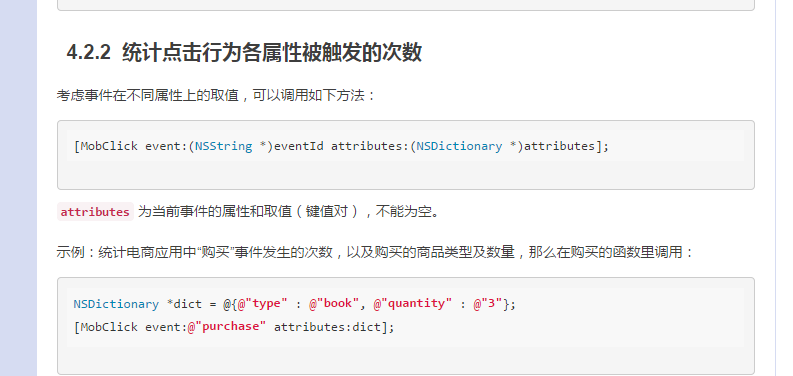 4.2.2 统计点击行为各属性被触发的次数
考虑事件在不同属性上的取值，可以调用如下方法：
[MobClick event:(NSString *)eventId attributes:(NSDictionary *)attributes];
attributes 为当前事件的属性和取值（键值对），不能为空。
示例：统计电商应用中“购买”事件发生的次数，以及购买的商品类型及数量，那么在购买的函数里调用：
NSDictionary *dict = @{@"type" : @"book", @"quantity" : @"3"};
[MobClick event:@"purchase" attributes:dict];